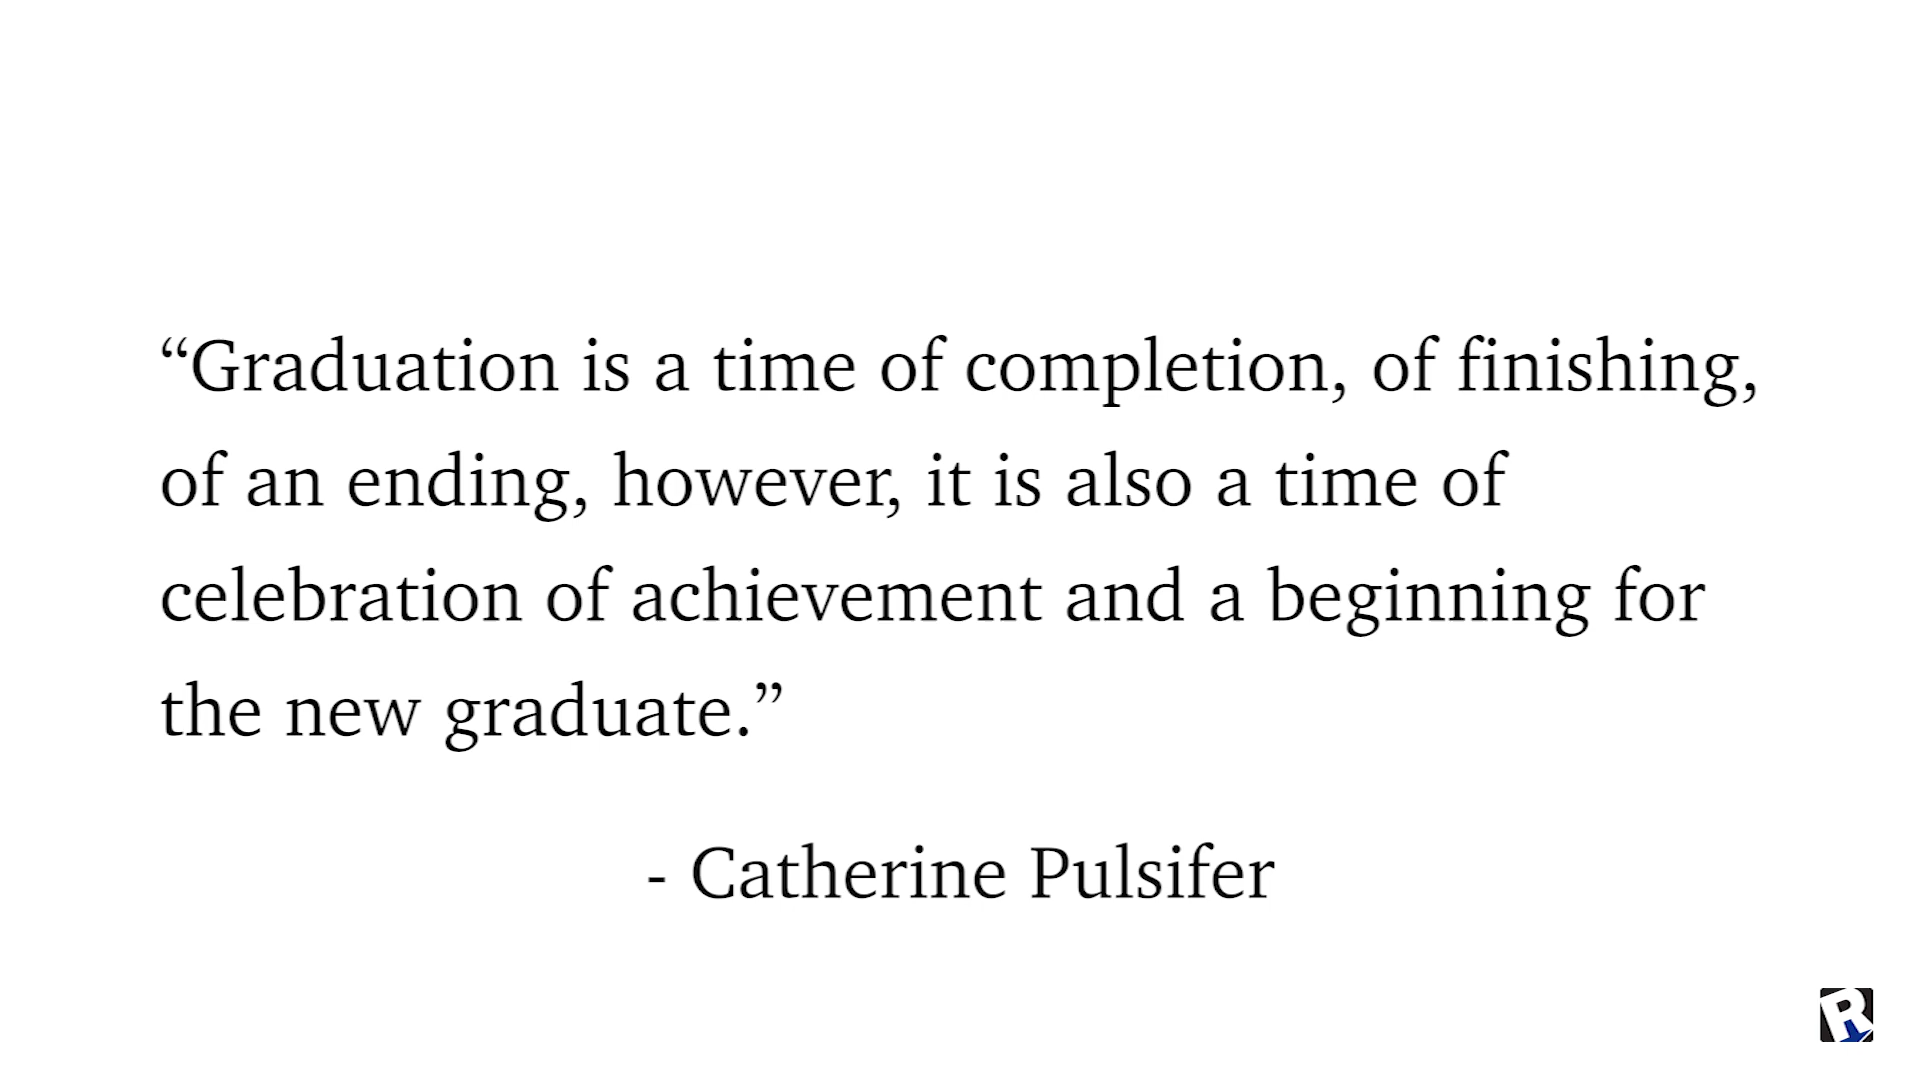 “Graduation is a time of completion, of finishing,
of an ending, however, it is also a time of
celebration of achievement and a beginning for
the new graduate.”
- Catherine Pulsifer
R